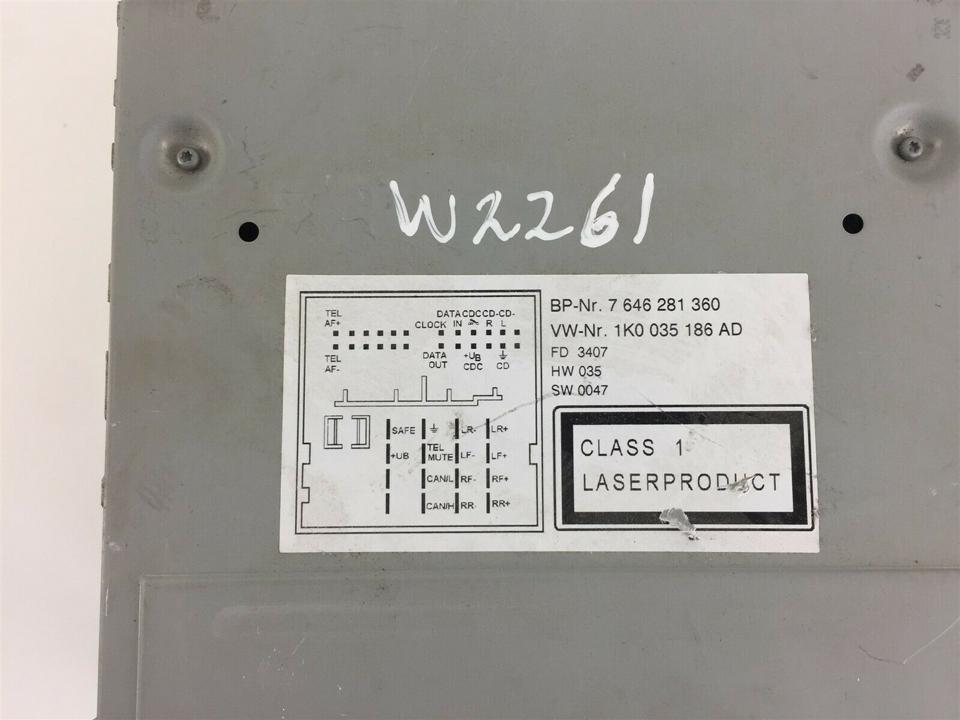 W2261
TEL DATA CDC CD- CD-
AF+ CLOCK IN R L
TEL DATA +UB
AF- OUT CDC CD
SAFE LR- LR+
+UB TEL MUTE LF- LF+
CAN/L RF- RF+
CAN/H RR- RR+
BP-Nr. 7 646 281 360
VW-Nr. 1K0 035 186 AD
FD 3407
HW 035
SW 0047
CLASS 1
LASERPRODUCT